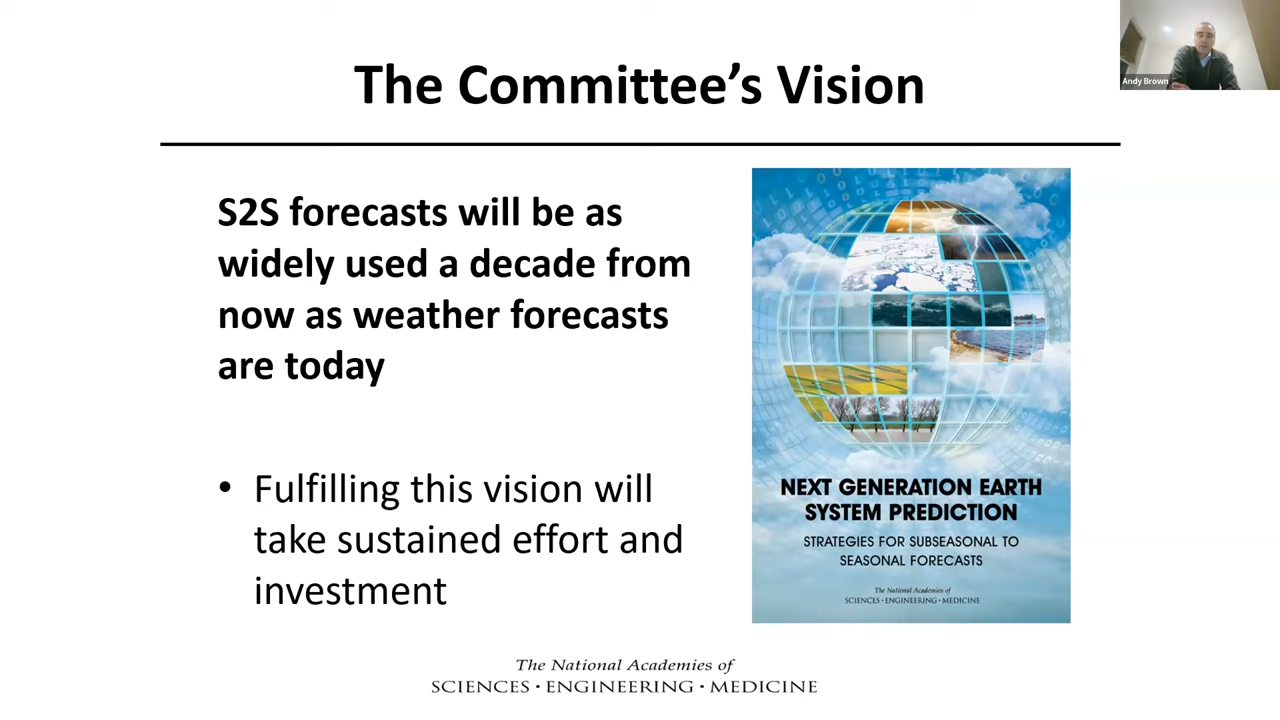 The Committee's Vision
Andy Brown
S2S forecasts will be as
widely used a decade from
now as weather forecasts
are today
• Fulfilling this vision will
take sustained effort and
investment
NEXT GENERATION EARTH
SYSTEM PREDICTION
STRATEGIES FOR SUBSEASONAL TO
SEASONAL FORECASTS
The National Academies of
SCIENCES • ENGINEERING • MEDICINE
The National Academies of
SCIENCES • ENGINEERING • MEDICINE